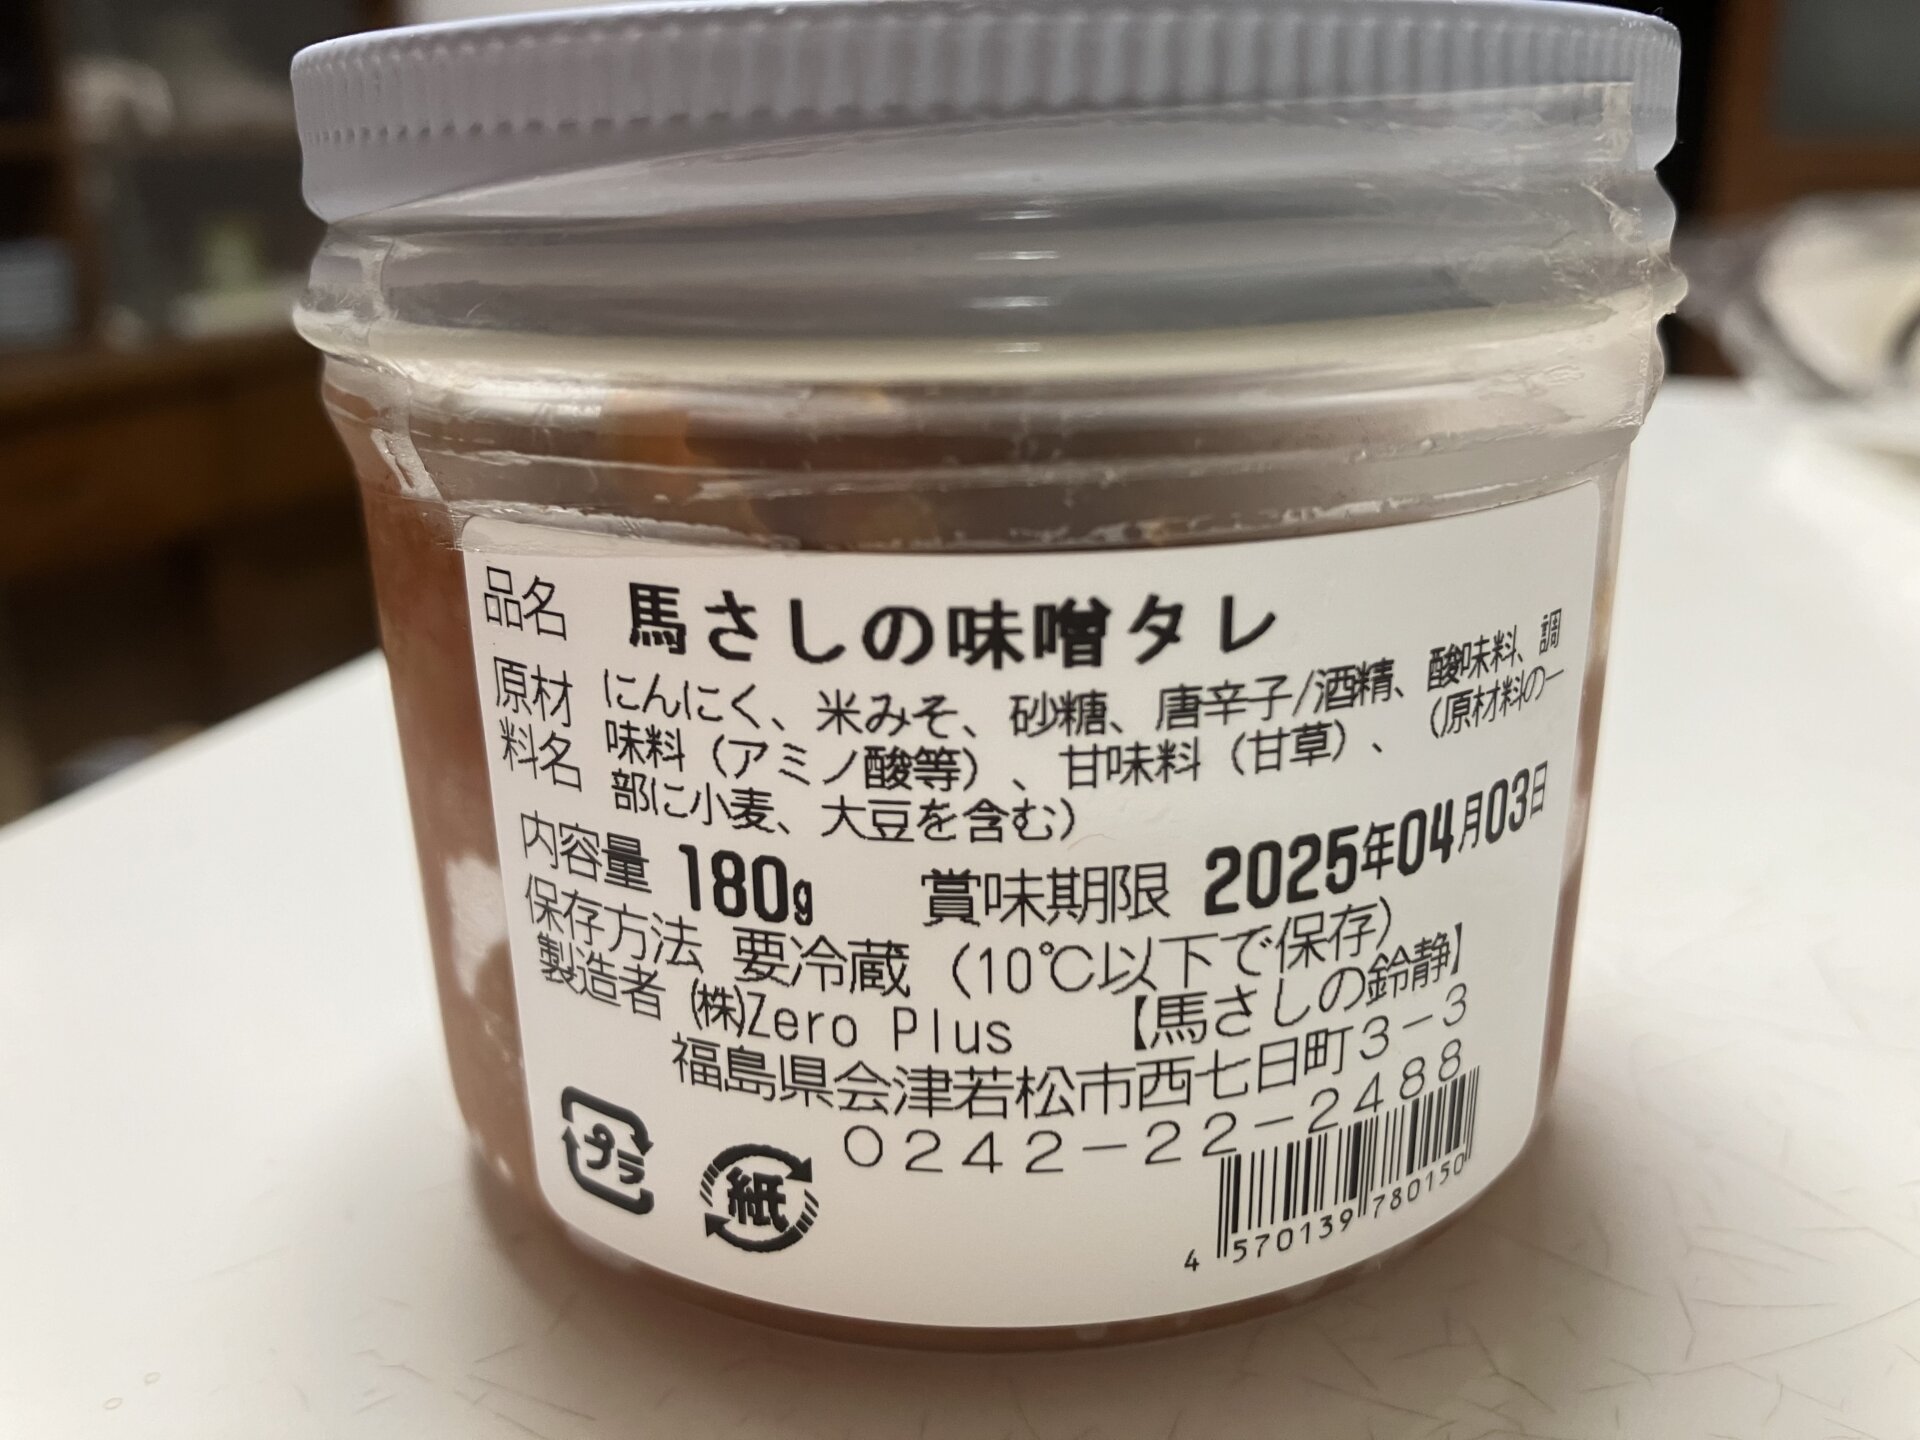 品名 馬さしの味噌タレ
原材料名 にんにく、米みそ、砂糖、唐辛子/酒精、酸味料、調
味料（アミノ酸等）、甘味料（甘草）、（原材料の一
部に小麦、大豆を含む）
内容量 180g 賞味期限 2025年04月03日
保存方法 要冷蔵（10℃以下で保存）
製造者 ㈱Zero Plus 【馬さしの鈴静】
福島県会津若松市西七日町3-3
0242-22-2488
プラ 紙
4 570139 780150